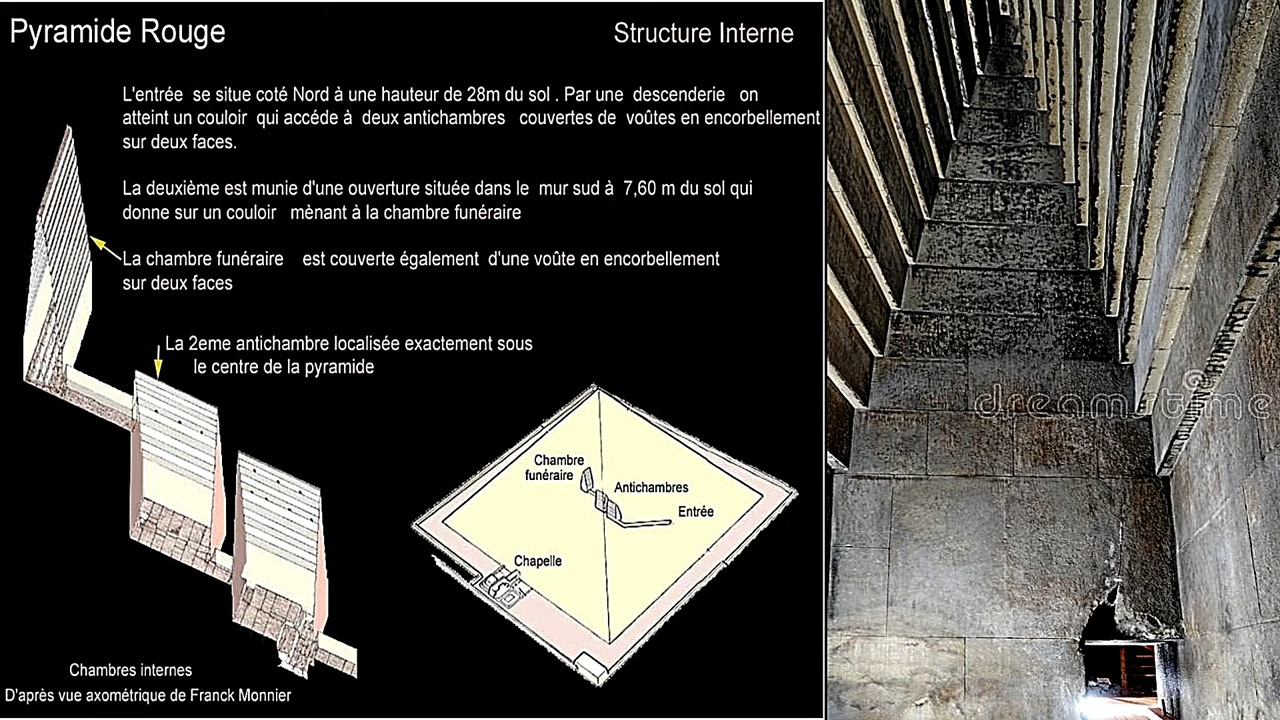 Pyramide Rouge
Structure Interne
L'entrée se situe coté Nord à une hauteur de 28m du sol . Par une descenderie on
atteint un couloir qui accéde à deux antichambres couvertes de voûtes en encorbellement
sur deux faces.
La deuxième est munie d'une ouverture située dans le mur sud à 7,60 m du sol qui
donne sur un couloir mènant à la chambre funéraire
La chambre funéraire est couverte également d'une voûte en encorbellement
sur deux faces
La 2eme antichambre localisée exactement sous
le centre de la pyramide
Chambre
funéraire
Antichambres
Entrée
Chapelle
Chambres internes
D'après vue axométrique de Franck Monnier
dreamstime